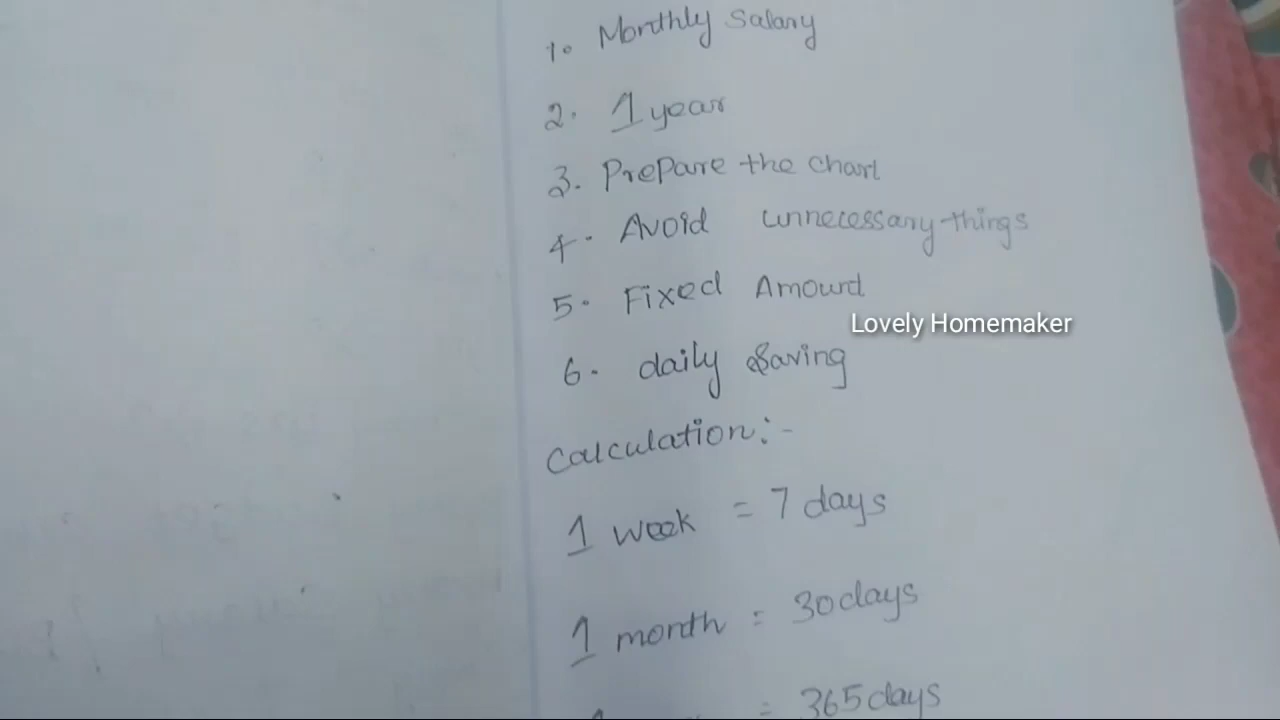 1. Monthly Salary
2. 1 year
3. Prepare the chart
4. Avoid unnecessary things
5. Fixed Amount
Lovely Homemaker
6. daily Saving
Calculation:-
1 week = 7 days
1 month = 30 days
= 365 days